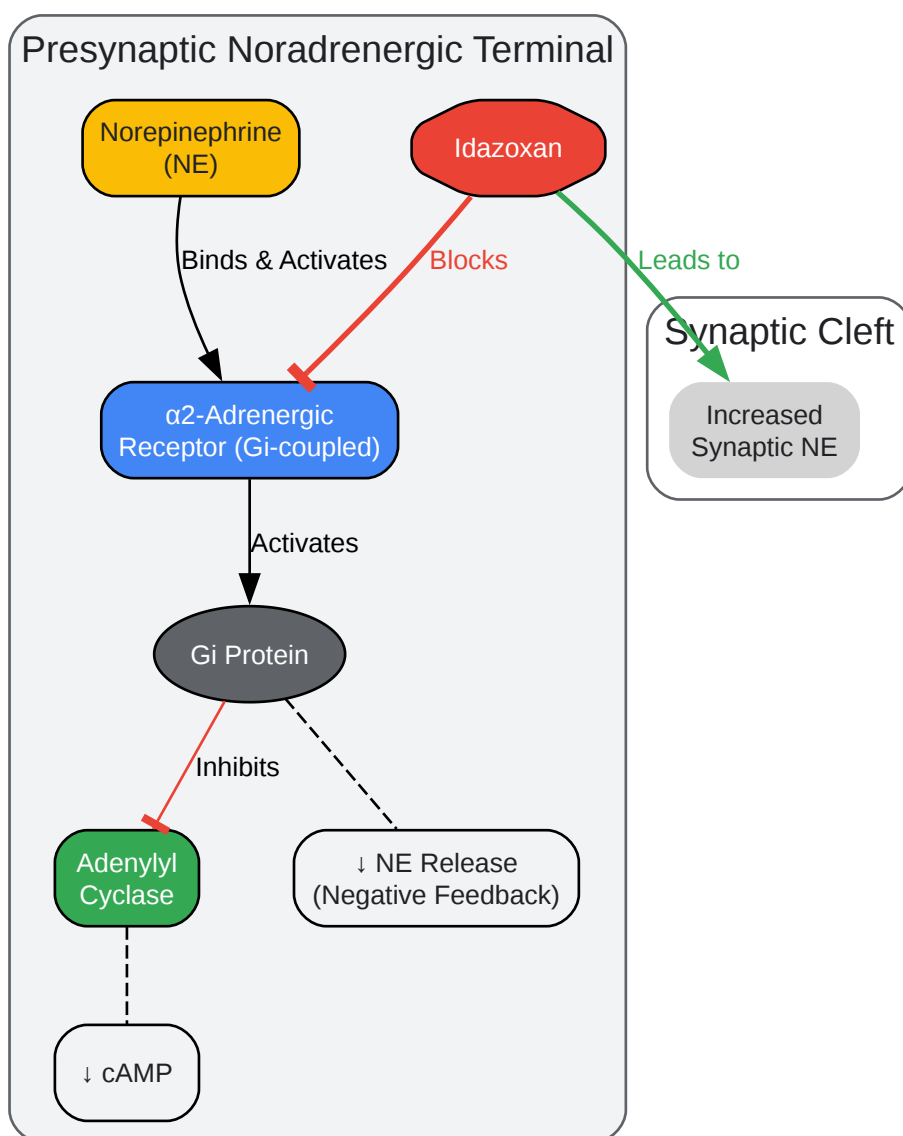 Presynaptic Noradrenergic Terminal
Norepinephrine
(NE)
Idazoxan
Binds & Activates
Blocks
Leads to
Synaptic Cleft
α2-Adrenergic
Receptor (Gi-coupled)
Increased
Synaptic NE
Activates
Gi Protein
Inhibits
Adenylyl
Cyclase
↓ NE Release
(Negative Feedback)
↓ cAMP